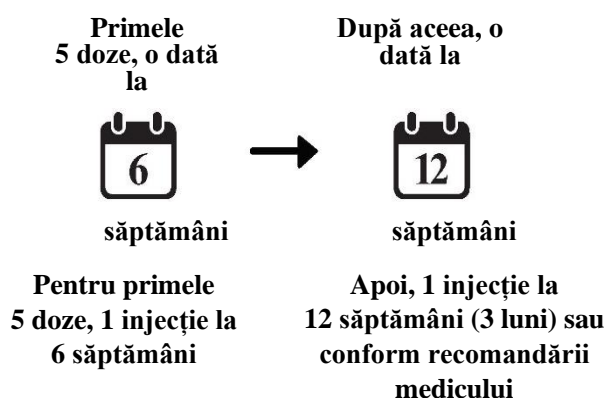 Primele
5 doze, o dată
la
6
săptămâni
Pentru primele
5 doze, 1 injecție la
6 săptămâni
După aceea, o
dată la
12
săptămâni
Apoi, 1 injecție la
12 săptămâni (3 luni) sau
conform recomandării
medicului